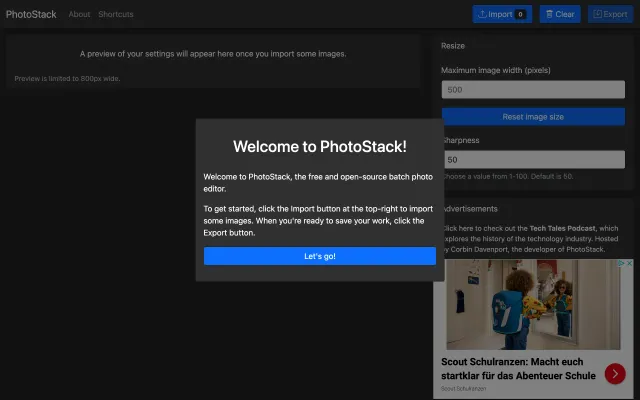 PhotoStack About Shortcuts Import 0 Clear Export
A preview of your settings will appear here once you import some images.
Preview is limited to 800px wide.
Welcome to PhotoStack!
Welcome to PhotoStack, the free and open-source batch photo
editor.
To get started, click the Import button at the top-right to import
some images. When you're ready to save your work, click the
Export button.
Let's go!
Resize
Maximum image width (pixels)
500
Reset image size
Sharpness
50
Choose a value from 1-100. Default is 50.
Advertisements
Click here to check out the Tech Tales Podcast, which
explores the history of the technology industry. Hosted
by Corbin Davenport, the developer of PhotoStack.
Scout Schulranzen: Macht euch
startklar für das Abenteuer Schule
Scout Schulranzen